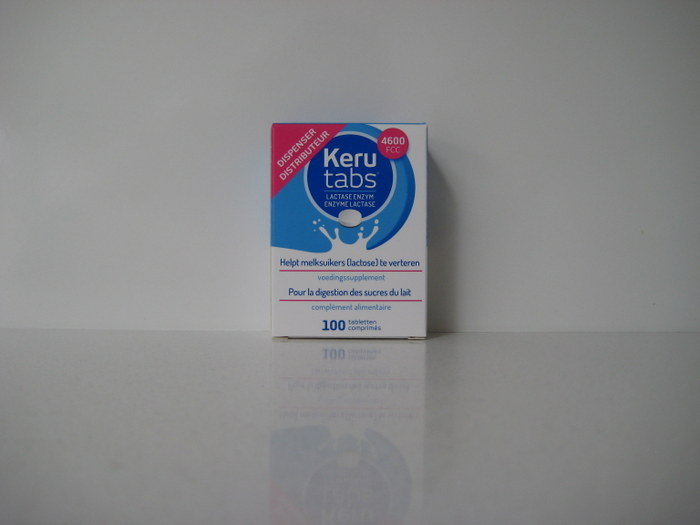 DISPENSER
DISTRIBUTEUR
4600
FCC
Keru
tabs
LACTASE ENZYM
ENZYME LACTASE
Helpt melksuikers (lactose) te verteren
voedingssupplement
Pour la digestion des sucres du lait
complément alimentaire
100 tabletten
comprimés